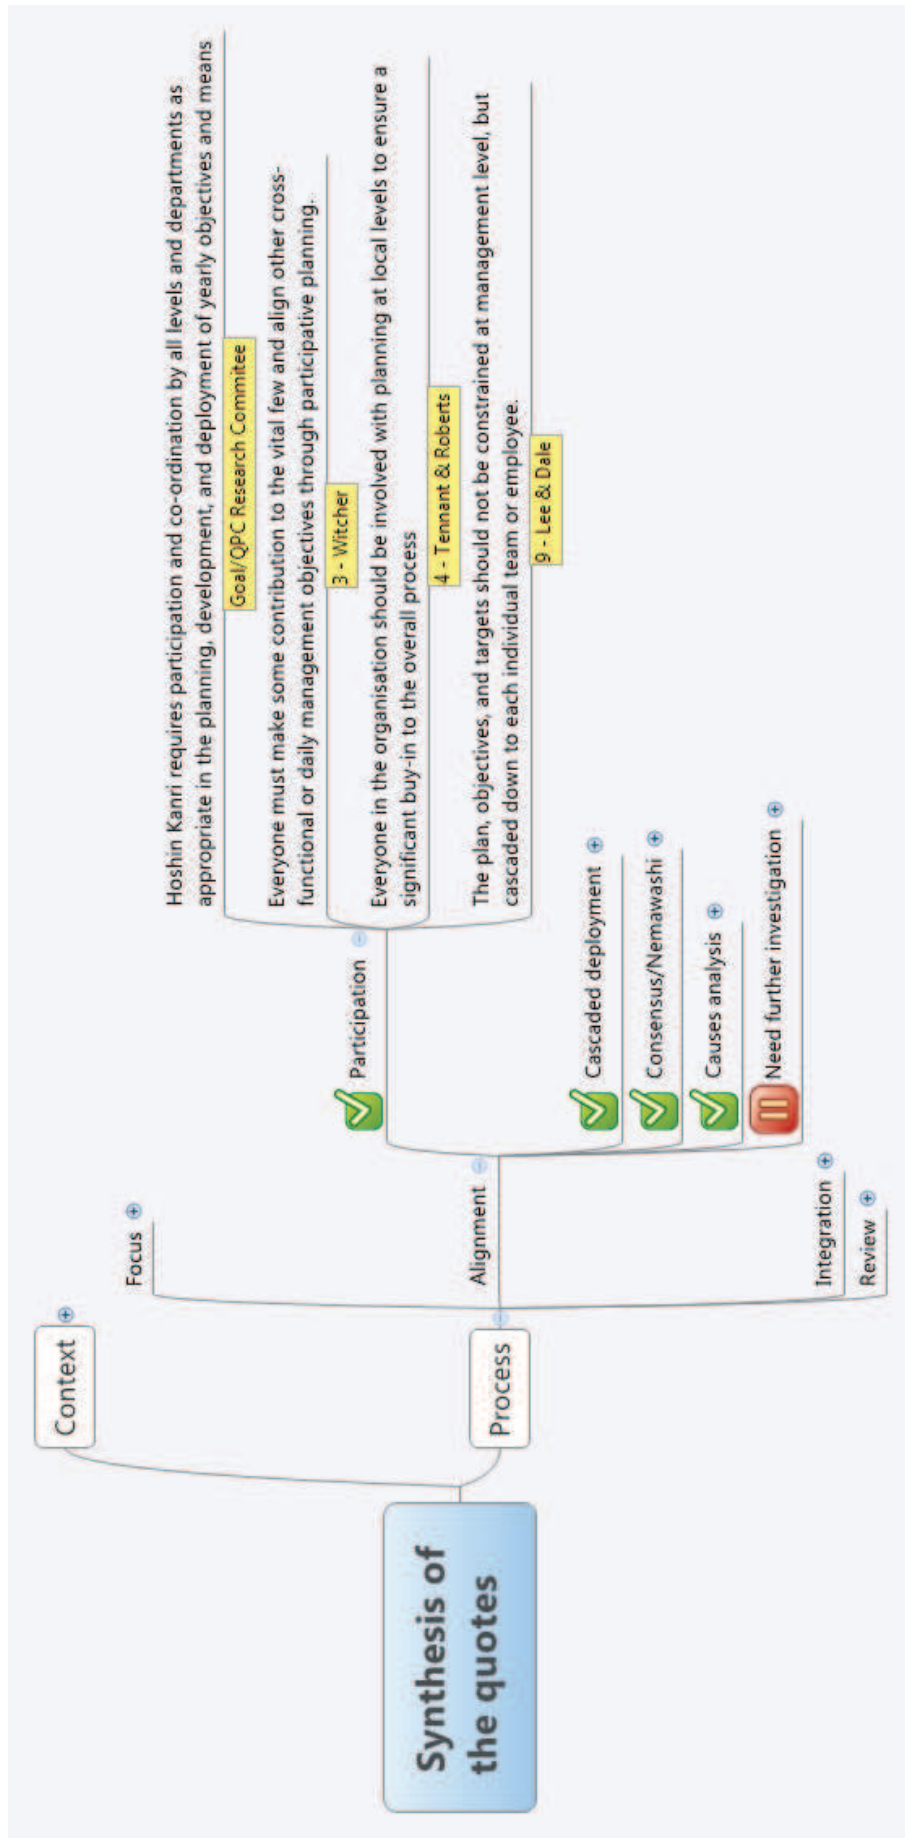 Synthesis of
the quotes
Context
Process
Focus
Alignment
Participation
Hoshin Kanri requires participation and co-ordination by all levels and departments as
appropriate in the planning, development, and deployment of yearly objectives and means
Goal/QPC Research Commitee
Everyone must make some contribution to the vital few and align other cross-
functional or daily management objectives through participative planning.
3 - Witcher
Everyone in the organisation should be involved with planning at local levels to ensure a
significant buy-in to the overall process
4 - Tennant & Roberts
The plan, objectives, and targets should not be constrained at management level, but
cascaded down to each individual team or employee.
9 - Lee & Dale
Cascaded deployment
Consensus/Nemawashi
Causes analysis
Need further investigation
Integration
Review